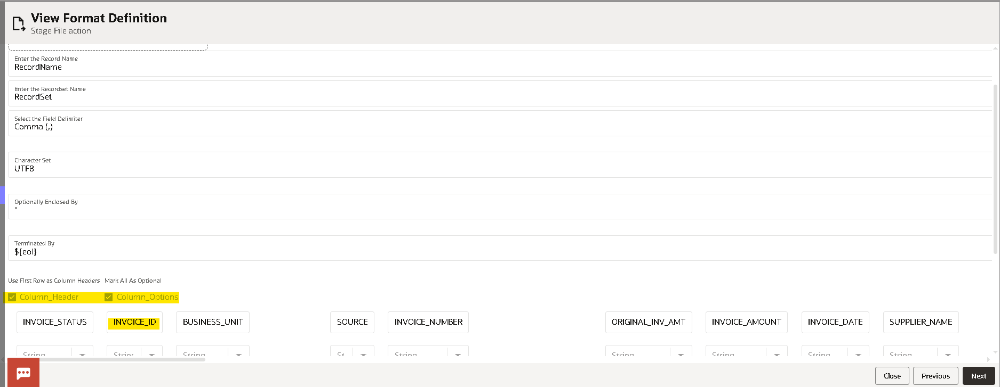 View Format Definition
Stage File action
Enter the Record Name
RecordName
Enter the Recordset Name
RecordSet
Select the Field Delimiter
Comma (,)
Character Set
UTF8
Optionally Enclosed By
"
Terminated By
${eol}
Use First Row as Column Headers Mark All As Optional
Column_Header Column_Options
INVOICE_STATUS INVOICE_ID BUSINESS_UNIT SOURCE INVOICE_NUMBER ORIGINAL_INV_AMT INVOICE_AMOUNT INVOICE_DATE SUPPLIER_NAME
String String String St String String String String String
Close Previous Next